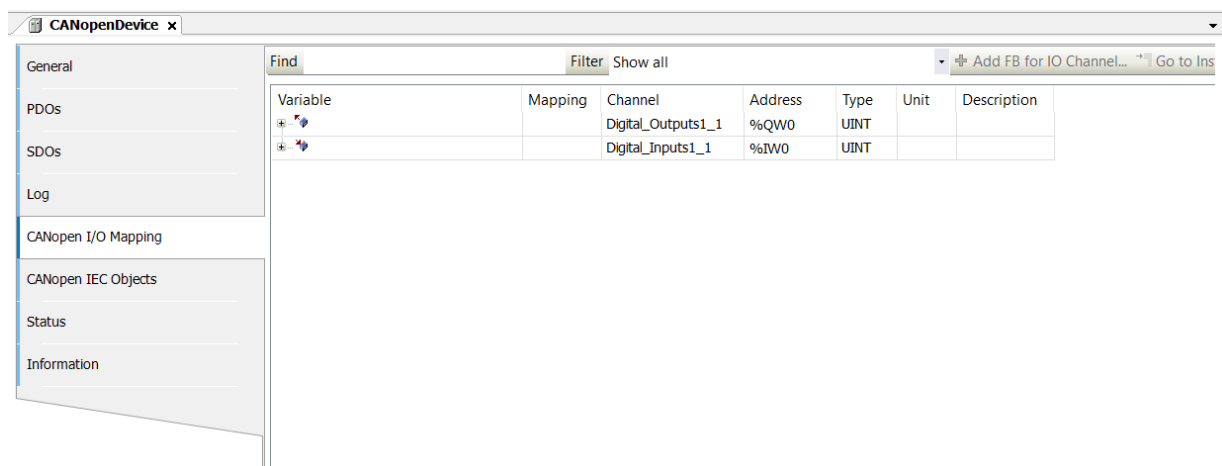 CANopenDevice x
General
PDOs
SDOs
Log
CANopen I/O Mapping
CANopen IEC Objects
Status
Information
Find Filter Show all Add FB for IO Channel... Go to Ins
Variable Mapping Channel Address Type Unit Description
Digital_Outputs1_1 %QW0 UINT
Digital_Inputs1_1 %IW0 UINT